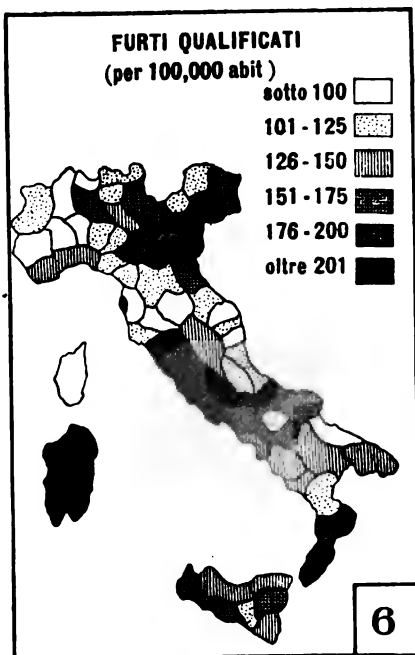 FURTI QUALIFICATI
(per 100,000 abit)
sotto 100
101 - 125
126 - 150
151 - 175
176 - 200
oltre 201
6